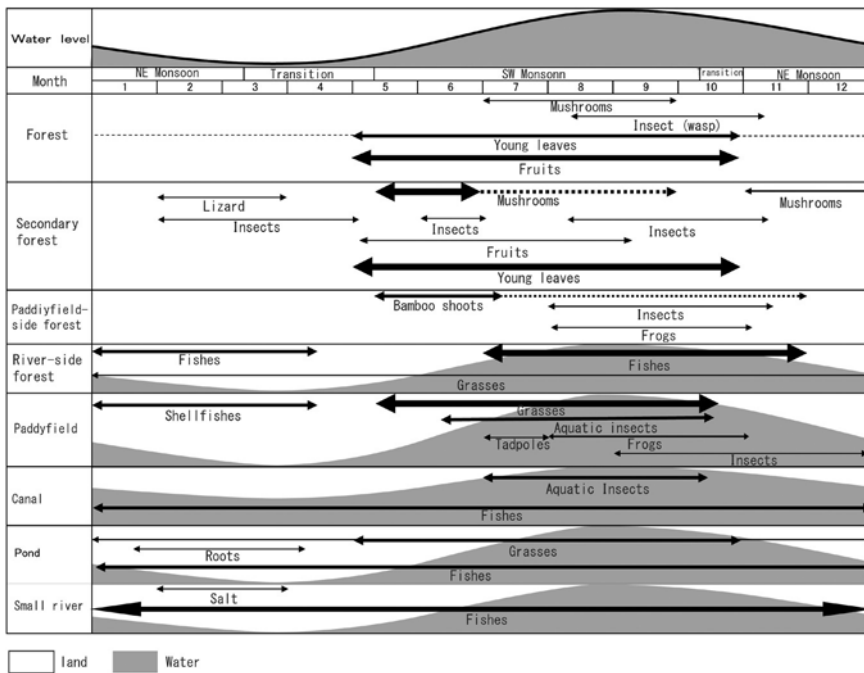 Water level
Month
NE Monsoon Transition SW Monsonn Transition NE Monsoon
1 2 3 4 5 6 7 8 9 10 11 12
Forest
Mushrooms
Insect (wasp)
Young leaves
Fruits
Secondary
forest
Lizard
Mushrooms
Mushrooms
Insects
Insects
Insects
Fruits
Young leaves
Paddiyfield-
side forest
Bamboo shoots
Insects
Frogs
River-side
forest
Fishes
Fishes
Grasses
Paddyfield
Shellfishes
Grasses
Aquatic insects
Tadpoles
Frogs
Insects
Canal
Aquatic Insects
Fishes
Pond
Roots
Grasses
Fishes
Small river
Salt
Fishes
land
Water